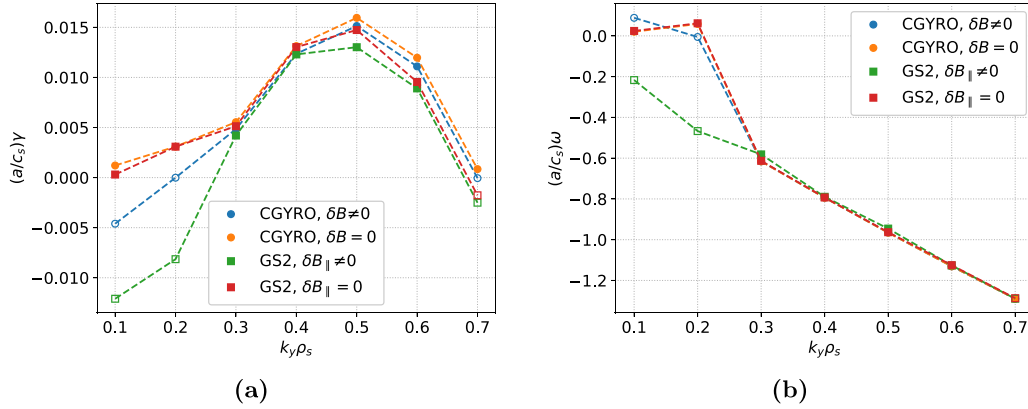 0.015
0.010
0.005
0.000
−0.005
−0.010
(a/c_s)γ
0.1 0.2 0.3 0.4 0.5 0.6 0.7
k_yρ_s
CGYRO, δB≠0
CGYRO, δB = 0
GS2, δB_∥ ≠0
GS2, δB_∥ = 0
(a)
0.0
−0.2
−0.4
−0.6
−0.8
−1.0
−1.2
(a/c_s)ω
0.1 0.2 0.3 0.4 0.5 0.6 0.7
k_yρ_s
CGYRO, δB≠0
CGYRO, δB = 0
GS2, δB_∥ ≠0
GS2, δB_∥ = 0
(b)